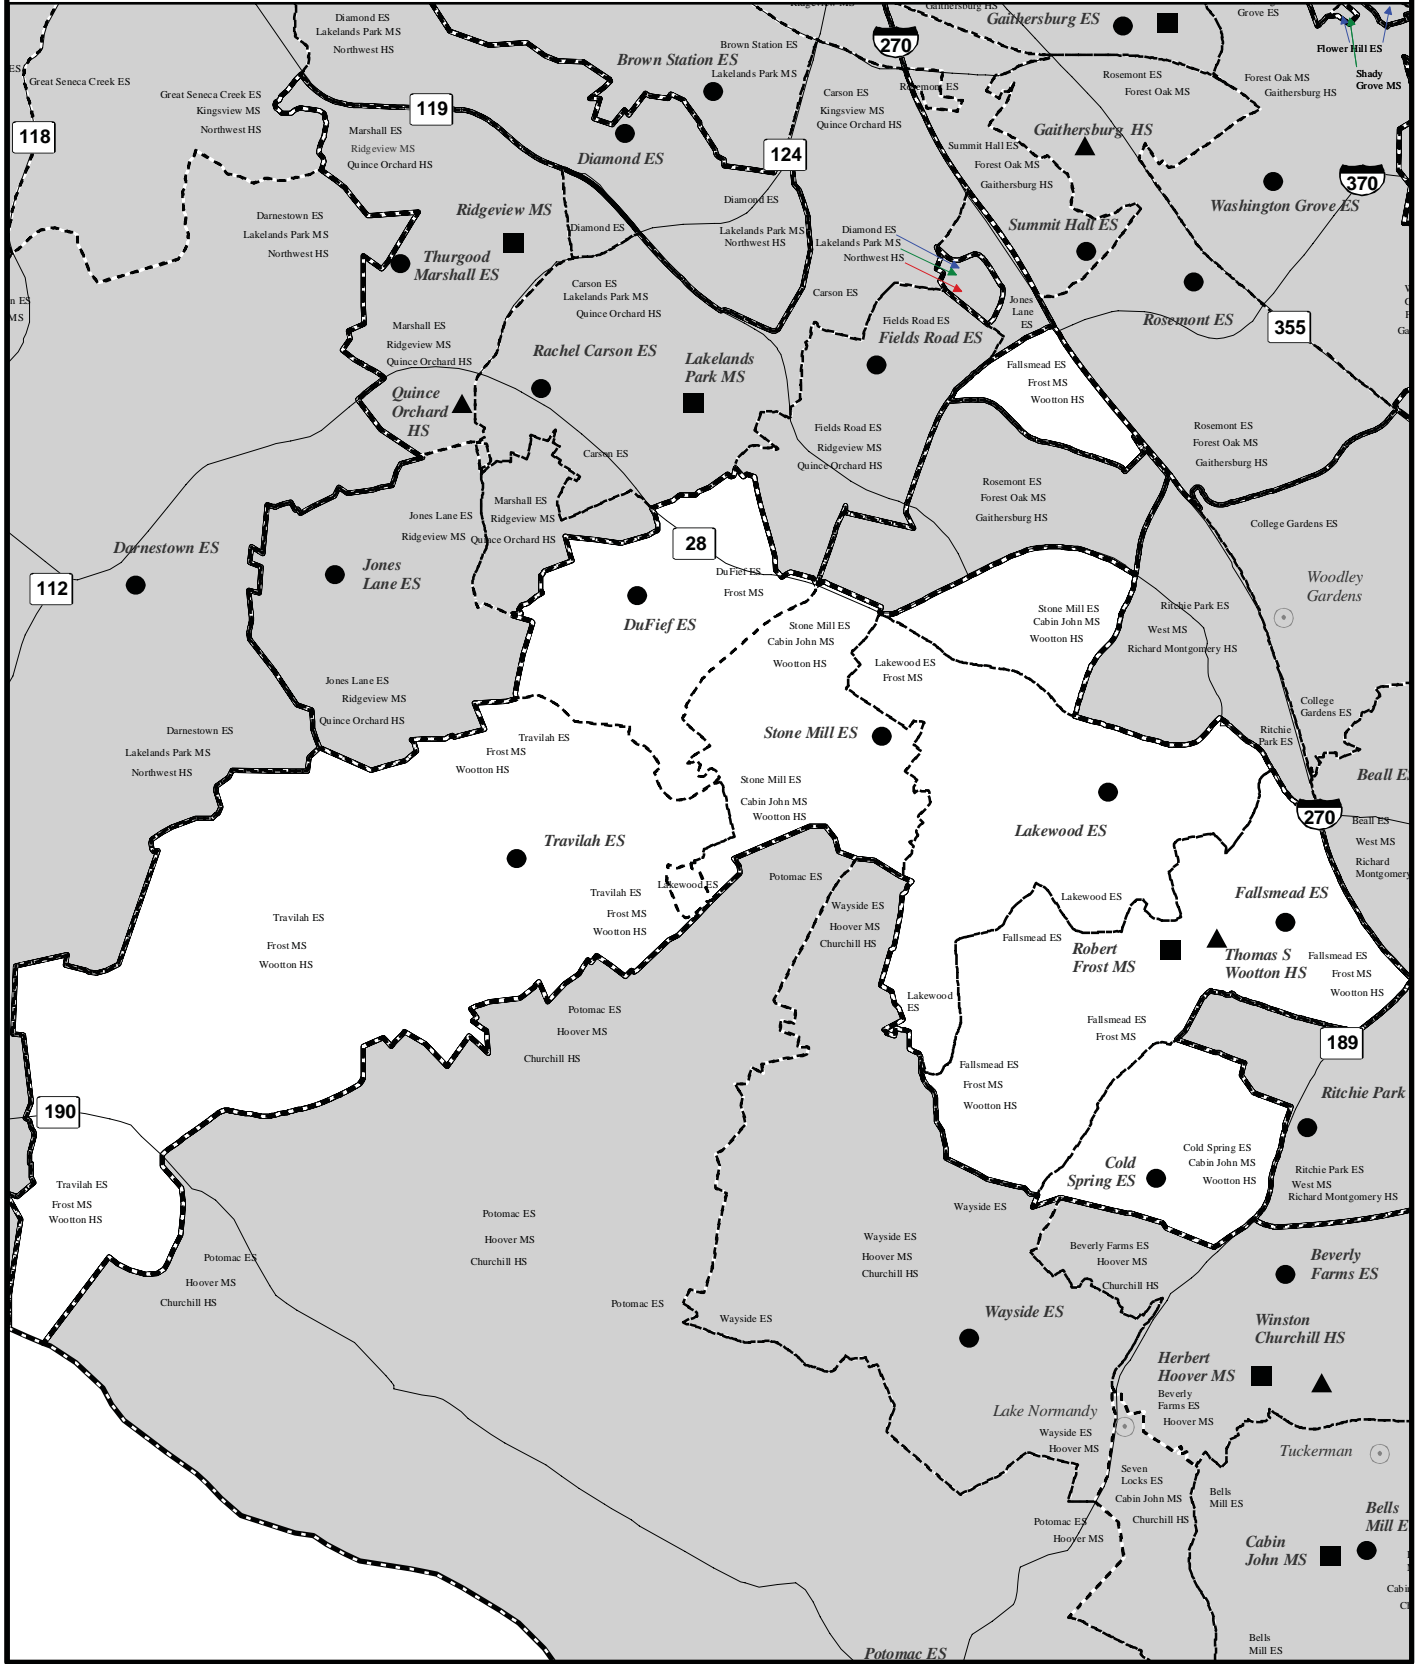 Diamond ES
Lakelands Park MS
Northwest HS
Brown Station ES
Brown Station ES
Lakelands Park MS
270
Gaithersburg ES
Grove ES
Flower Hill ES
Shady
Grove MS
Great Seneca Creek ES
Great Seneca Creek ES
Kingsview MS
Northwest HS
118
119
Marshall ES
Ridgeview MS
Quince Orchard HS
Diamond ES
124
Carson ES
Kingsview MS
Quince Orchard HS
Rosemont ES
Rosemont ES
Forest Oak MS
Forest Oak MS
Gaithersburg HS
Gaithersburg HS
Summit Hall ES
Forest Oak MS
Gaithersburg HS
370
Washington Grove ES
Darnestown ES
Lakelands Park MS
Northwest HS
Ridgeview MS
Thurgood
Marshall ES
Diamond ES
Diamond ES
Lakelands Park MS
Northwest HS
Diamond ES
Lakelands Park MS
Northwest HS
Summit Hall ES
Rosemont ES
355
Carson ES
Lakelands Park MS
Quince Orchard HS
Carson ES
Jones
Lane
ES
Fields Road ES
Fields Road ES
Marshall ES
Ridgeview MS
Quince Orchard HS
Rachel Carson ES
Lakelands
Park MS
Fallsmead ES
Frost MS
Wootton HS
Quince
Orchard
HS
Carson ES
Fields Road ES
Ridgeview MS
Quince Orchard HS
Rosemont ES
Forest Oak MS
Gaithersburg HS
Rosemont ES
Forest Oak MS
Gaithersburg HS
Jones Lane ES
Ridgeview MS
Marshall ES
Ridgeview MS
Quince Orchard HS
College Gardens ES
Darnestown ES
112
Jones
Lane ES
28
DuFief ES
Frost MS
DuFief ES
Woodley
Gardens
Stone Mill ES
Cabin John MS
Wootton HS
Stone Mill ES
Cabin John MS
Wootton HS
Ritchie Park ES
West MS
Richard Montgomery HS
Lakewood ES
Frost MS
Jones Lane ES
Ridgeview MS
Quince Orchard HS
Darnestown ES
Lakelands Park MS
Northwest HS
Travilah ES
Frost MS
Wootton HS
Stone Mill ES
College
Gardens ES
Ritchie
Park ES
Stone Mill ES
Cabin John MS
Wootton HS
270
Beall ES
West MS
Richard
Montgomery
Travilah ES
Lakewood ES
Travilah ES
Frost MS
Wootton HS
Lakewood ES
Potomac ES
Wayside ES
Hoover MS
Churchill HS
Lakewood ES
Fallsmead ES
Fallsmead ES
Travilah ES
Frost MS
Wootton HS
Robert
Frost MS
Thomas S
Wootton HS
Fallsmead ES
Frost MS
Wootton HS
Lakewood
ES
Potomac ES
Hoover MS
Churchill HS
Fallsmead ES
Frost MS
189
Fallsmead ES
Frost MS
Wootton HS
190
Ritchie Park
Cold Spring ES
Cabin John MS
Wootton HS
Cold
Spring ES
Ritchie Park ES
West MS
Richard Montgomery HS
Travilah ES
Frost MS
Wootton HS
Wayside ES
Potomac ES
Hoover MS
Churchill HS
Potomac ES
Hoover MS
Churchill HS
Wayside ES
Hoover MS
Churchill HS
Beverly Farms ES
Hoover MS
Churchill HS
Beverly
Farms ES
Potomac ES
Wayside ES
Wayside ES
Winston
Churchill HS
Herbert
Hoover MS
Beverly
Farms ES
Hoover MS
Lake Normandy
Wayside ES
Hoover MS
Tuckerman
Seven
Locks ES
Cabin John MS
Churchill HS
Bells
Mill ES
Potomac ES
Hoover MS
Bells
Mill E
Cabin
John MS
Bells
Mill ES
Potomac ES